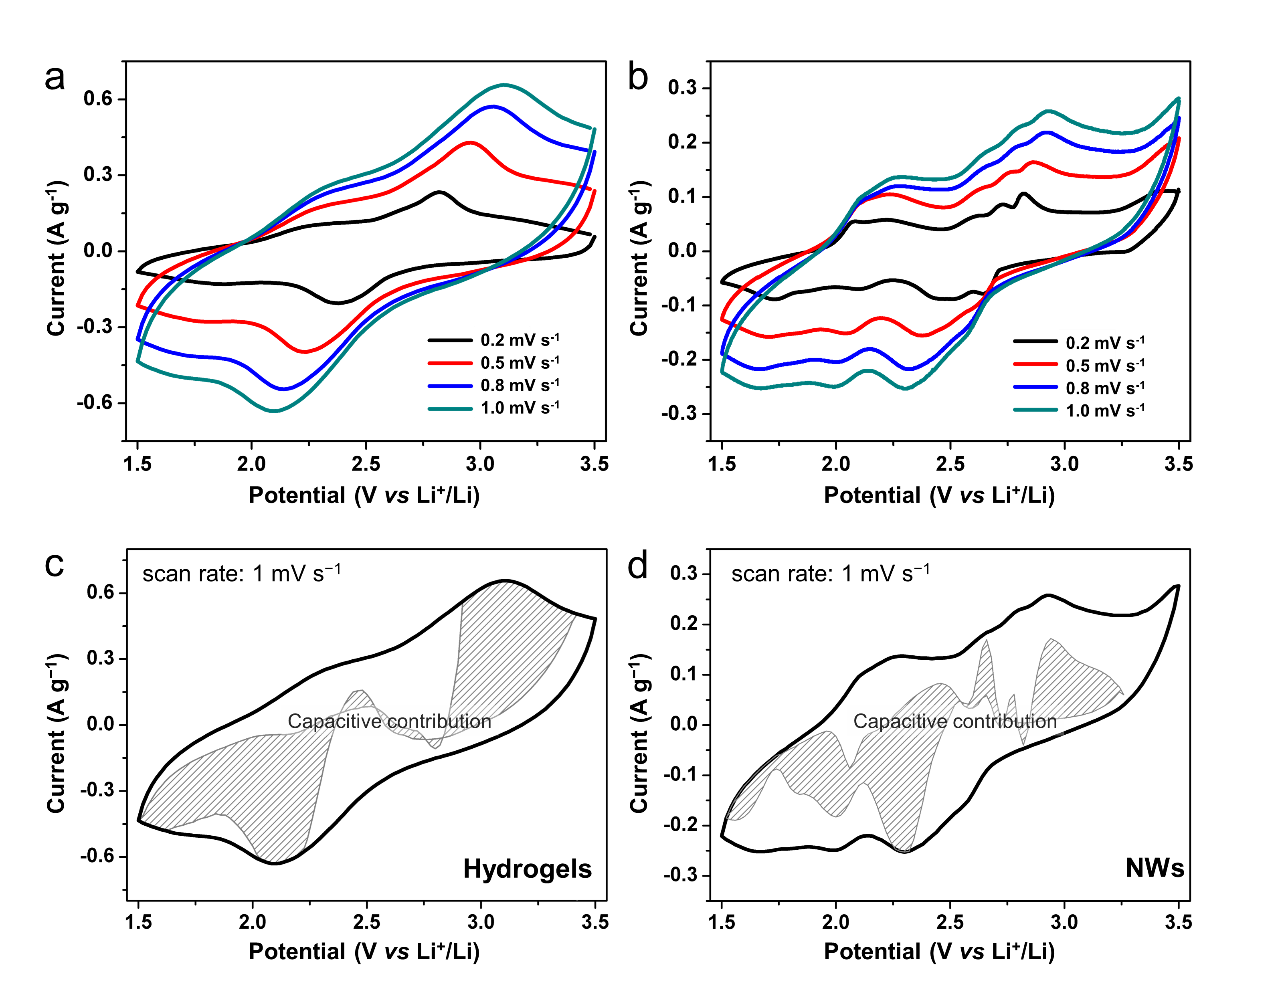 a
0.6
0.3
0.0
-0.3
-0.6
Current (A g⁻¹)
0.2 mV s⁻¹
0.5 mV s⁻¹
0.8 mV s⁻¹
1.0 mV s⁻¹
1.5 2.0 2.5 3.0 3.5
Potential (V vs Li⁺/Li)
b
0.3
0.2
0.1
0.0
-0.1
-0.2
-0.3
Current (A g⁻¹)
0.2 mV s⁻¹
0.5 mV s⁻¹
0.8 mV s⁻¹
1.0 mV s⁻¹
1.5 2.0 2.5 3.0 3.5
Potential (V vs Li⁺/Li)
c
scan rate: 1 mV s⁻¹
0.6
0.3
0.0
-0.3
-0.6
Current (A g⁻¹)
Capacitive contribution
Hydrogels
1.5 2.0 2.5 3.0 3.5
Potential (V vs Li⁺/Li)
d
scan rate: 1 mV s⁻¹
0.3
0.2
0.1
0.0
-0.1
-0.2
-0.3
Current (A g⁻¹)
Capacitive contribution
NWs
1.5 2.0 2.5 3.0 3.5
Potential (V vs Li⁺/Li)